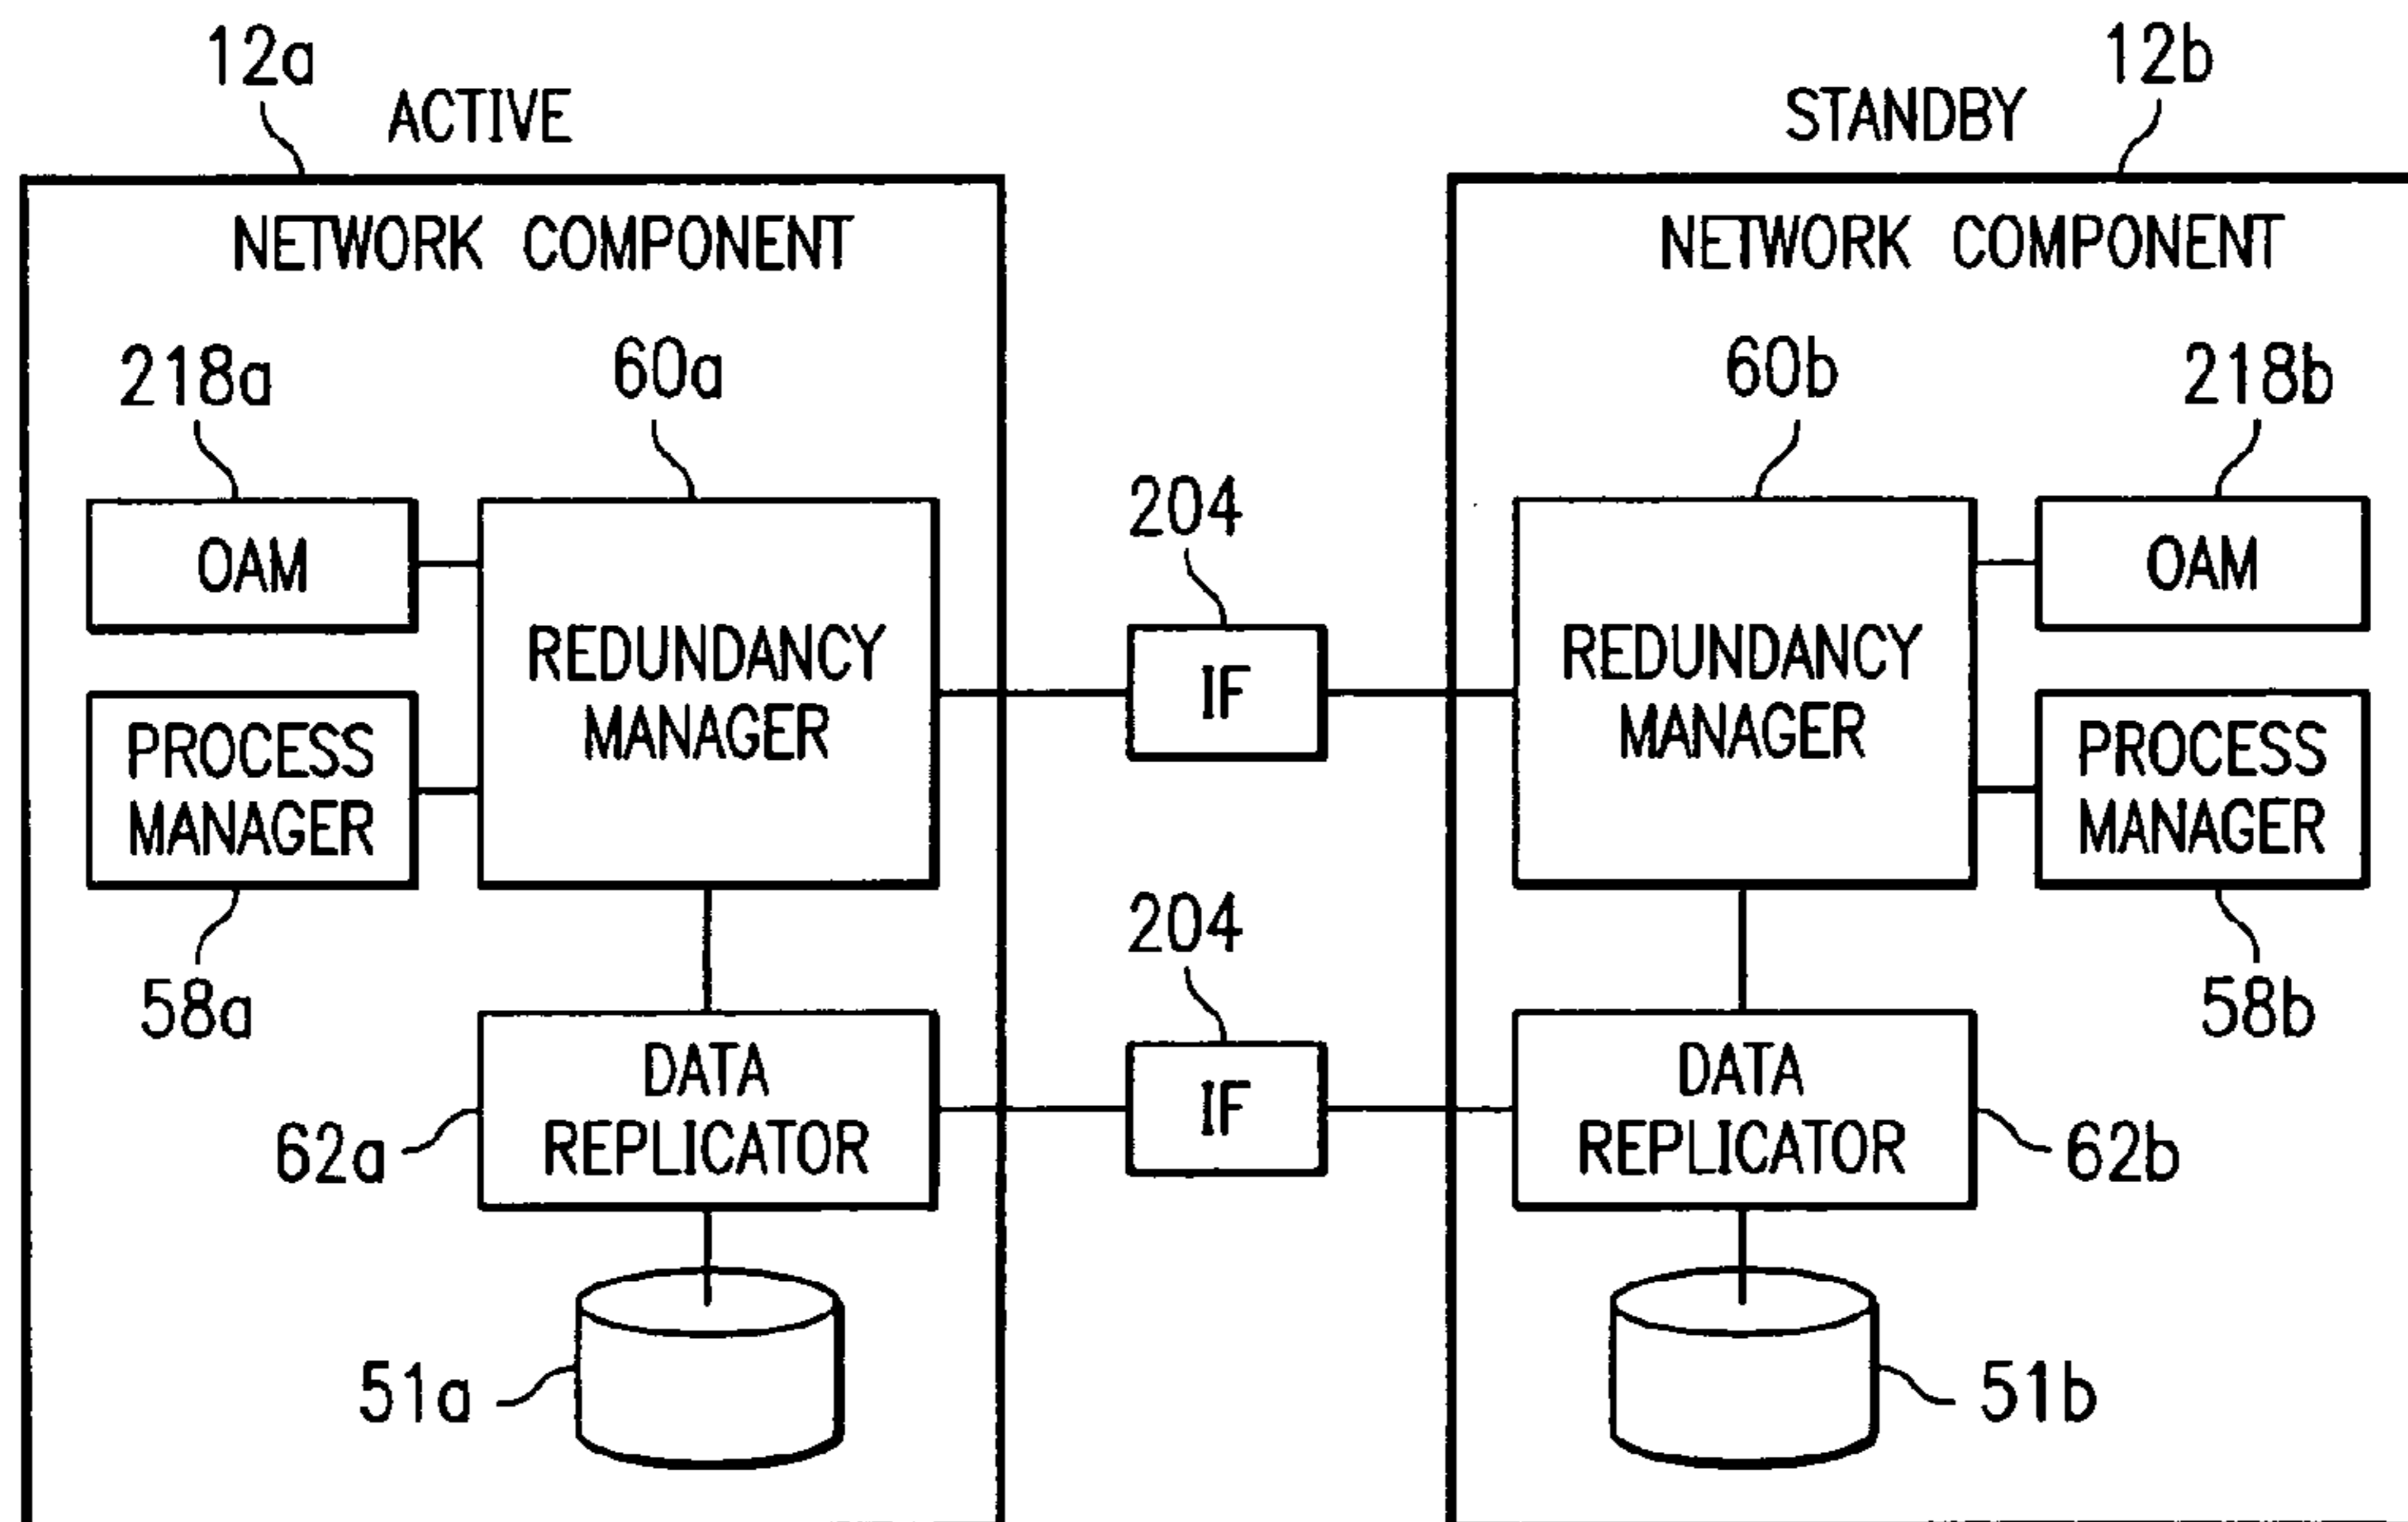 12a
ACTIVE
12b
STANDBY
NETWORK COMPONENT
NETWORK COMPONENT
218a
60a
60b
218b
204
OAM
REDUNDANCY
MANAGER
PROCESS
MANAGER
IF
REDUNDANCY
MANAGER
OAM
PROCESS
MANAGER
58a
204
58b
DATA
REPLICATOR
62a
IF
DATA
REPLICATOR
62b
51a
51b